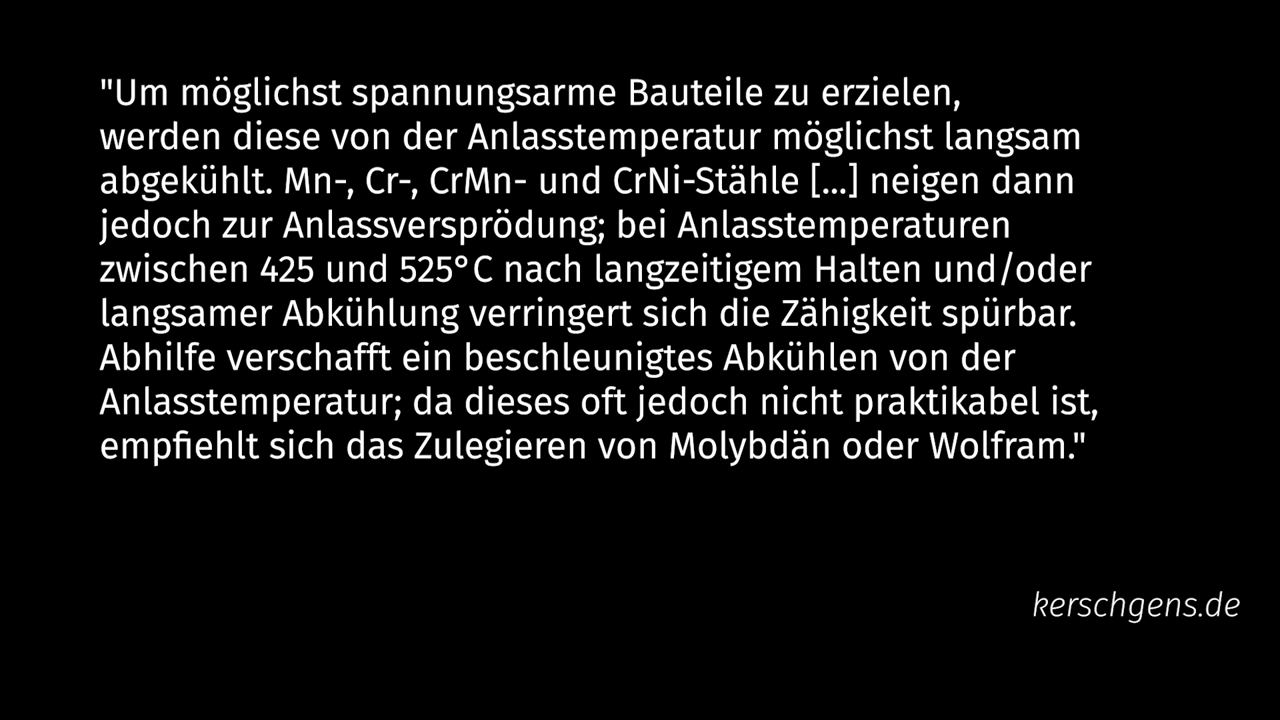 "Um möglichst spannungsarme Bauteile zu erzielen,
werden diese von der Anlasstemperatur möglichst langsam
abgekühlt. Mn-, Cr-, CrMn- und CrNi-Stähle [...] neigen dann
jedoch zur Anlassversprödung; bei Anlasstemperaturen
zwischen 425 und 525°C nach langzeitigem Halten und/oder
langsamer Abkühlung verringert sich die Zähigkeit spürbar.
Abhilfe verschafft ein beschleunigtes Abkühlen von der
Anlasstemperatur; da dieses oft jedoch nicht praktikabel ist,
empfiehlt sich das Zulegieren von Molybdän oder Wolfram."
kerschgens.de